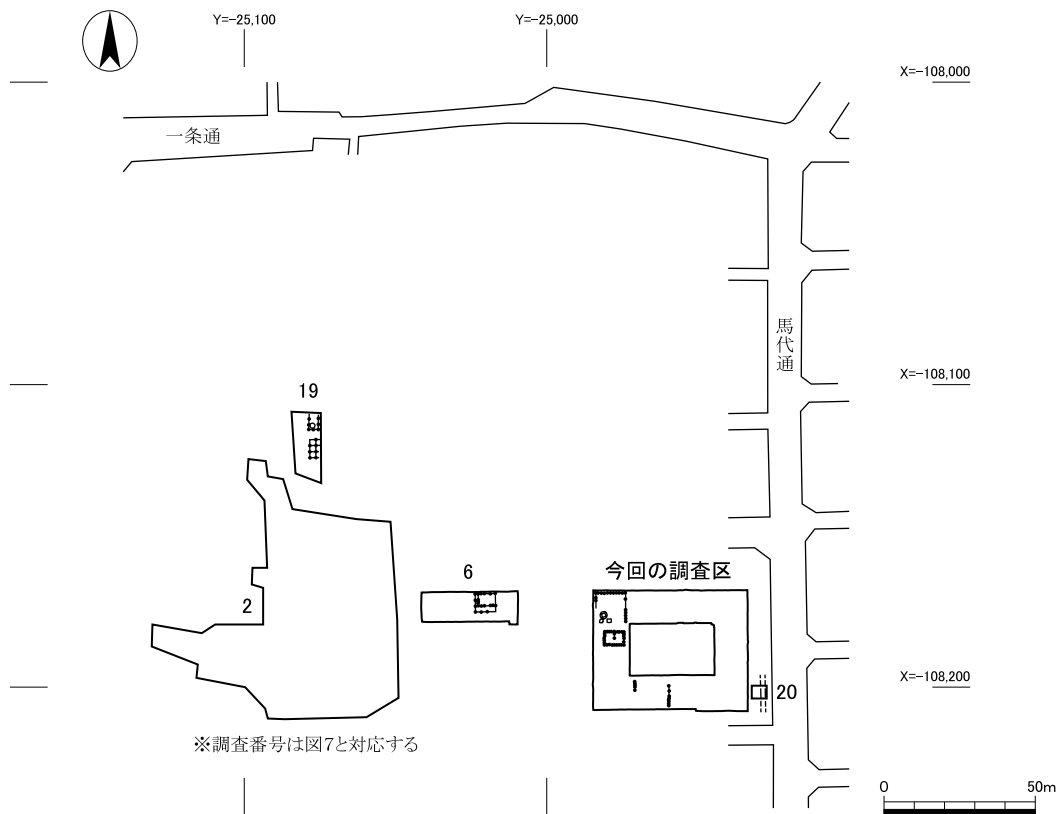 Y=-25,100
Y=-25,000
X=-108,000
一条通
馬代通
X=-108,100
19
6
今回の調査区
2
X=-108,200
20
※調査番号は図7と対応する
0
50m